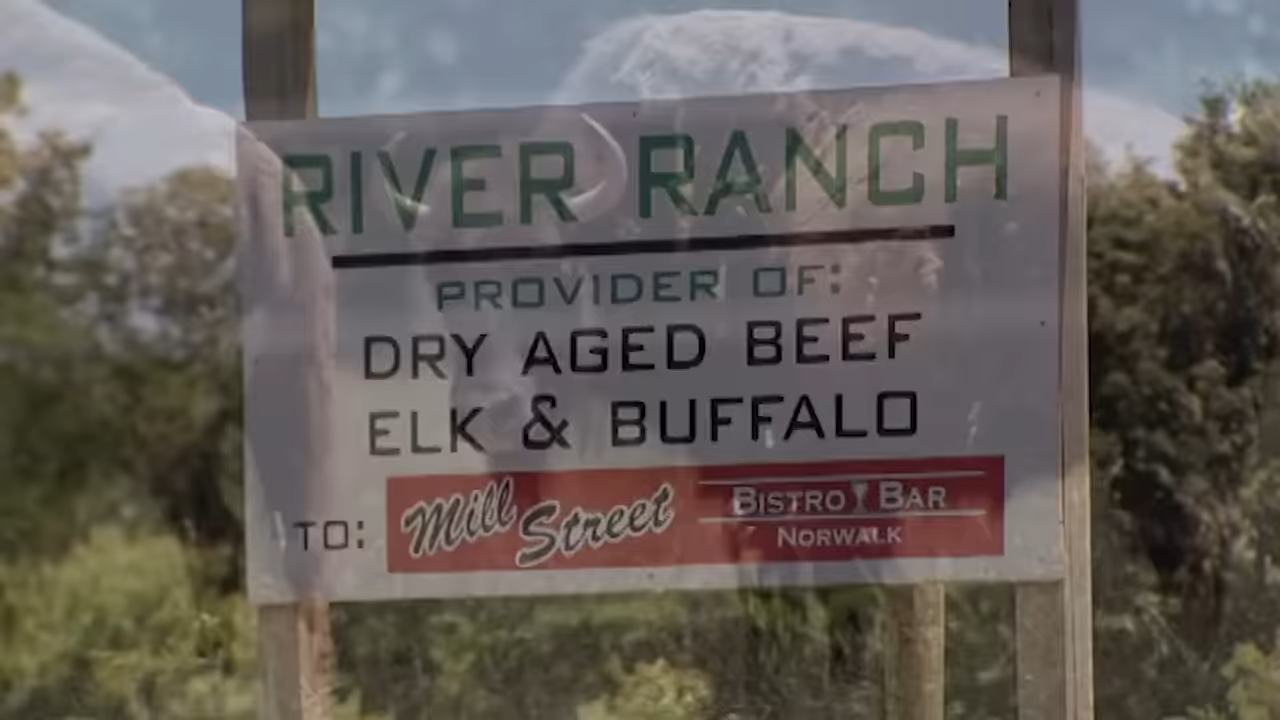 RIVER RANCH
PROVIDER OF:
DRY AGED BEEF
ELK & BUFFALO
TO: Mill Street BISTRO BAR
NORWALK